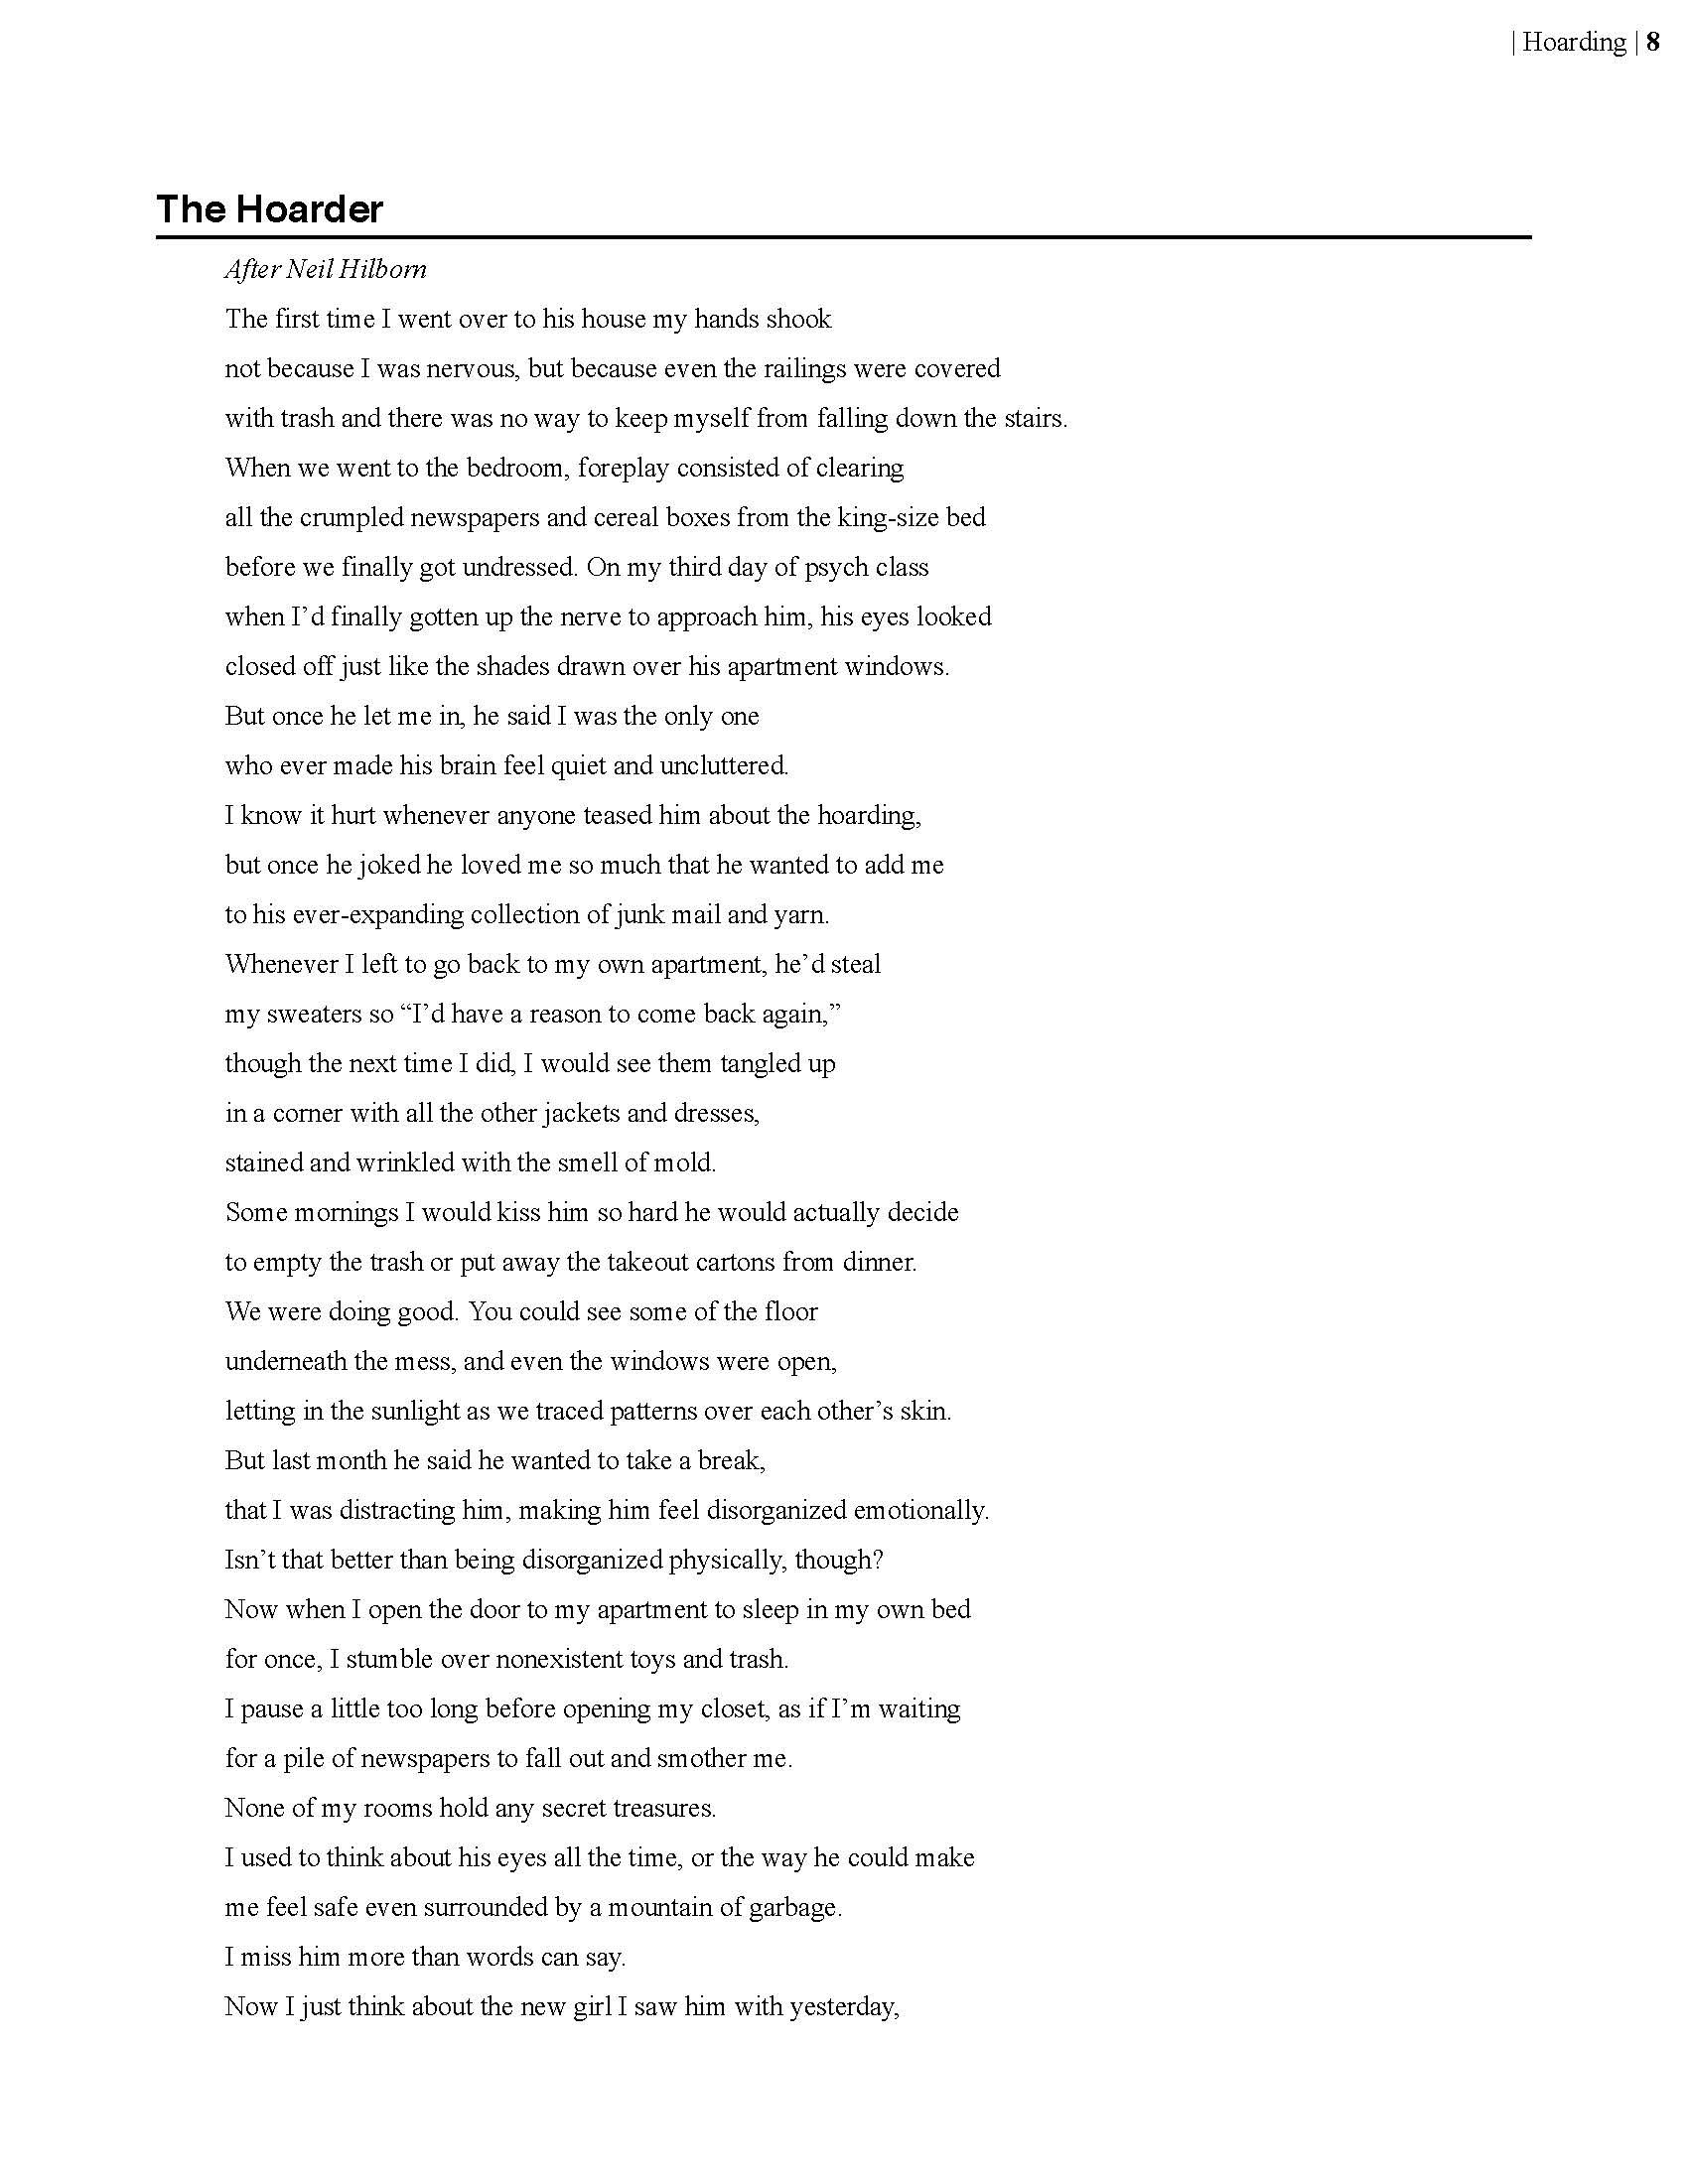 | Hoarding | 8
The Hoarder
After Neil Hilborn
The first time I went over to his house my hands shook
not because I was nervous, but because even the railings were covered
with trash and there was no way to keep myself from falling down the stairs.
When we went to the bedroom, foreplay consisted of clearing
all the crumpled newspapers and cereal boxes from the king-size bed
before we finally got undressed. On my third day of psych class
when I’d finally gotten up the nerve to approach him, his eyes looked
closed off just like the shades drawn over his apartment windows.
But once he let me in, he said I was the only one
who ever made his brain feel quiet and uncluttered.
I know it hurt whenever anyone teased him about the hoarding,
but once he joked he loved me so much that he wanted to add me
to his ever-expanding collection of junk mail and yarn.
Whenever I left to go back to my own apartment, he’d steal
my sweaters so “I’d have a reason to come back again,”
though the next time I did, I would see them tangled up
in a corner with all the other jackets and dresses,
stained and wrinkled with the smell of mold.
Some mornings I would kiss him so hard he would actually decide
to empty the trash or put away the takeout cartons from dinner.
We were doing good. You could see some of the floor
underneath the mess, and even the windows were open,
letting in the sunlight as we traced patterns over each other’s skin.
But last month he said he wanted to take a break,
that I was distracting him, making him feel disorganized emotionally.
Isn’t that better than being disorganized physically, though?
Now when I open the door to my apartment to sleep in my own bed
for once, I stumble over nonexistent toys and trash.
I pause a little too long before opening my closet, as if I’m waiting
for a pile of newspapers to fall out and smother me.
None of my rooms hold any secret treasures.
I used to think about his eyes all the time, or the way he could make
me feel safe even surrounded by a mountain of garbage.
I miss him more than words can say.
Now I just think about the new girl I saw him with yesterday,